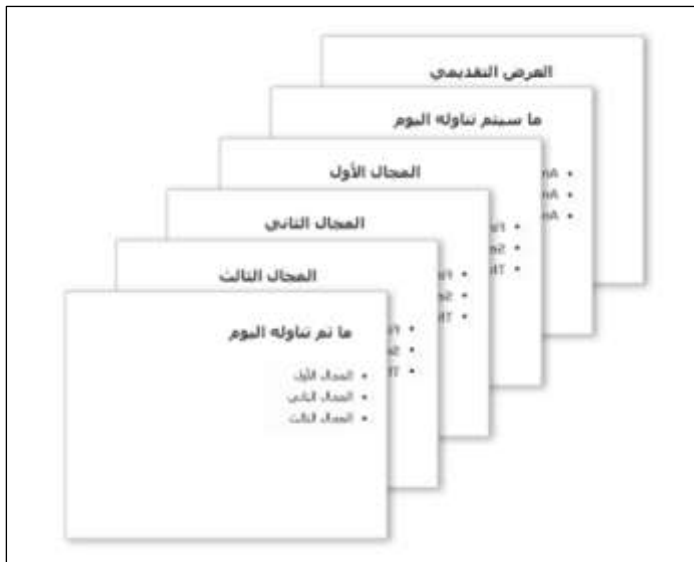 العرض التقديمي
ما سيتم تناوله اليوم
المجال الأول
المجال الثاني
المجال الثالث
ما تم تناوله اليوم
المجال الأول
المجال الثاني
المجال الثالث